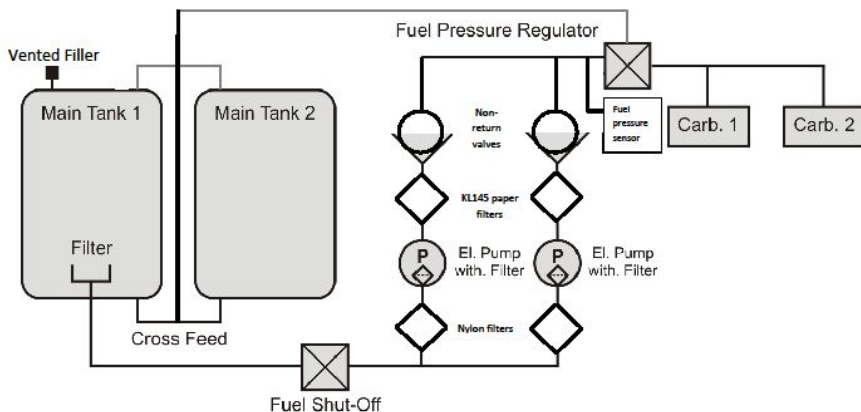 Fuel Pressure Regulator
Vented Filler
Main Tank 1
Main Tank 2
Non-
return
valves
Fuel
pressure
sensor
Carb. 1
Carb. 2
KL145 paper
filters
Filter
P
El. Pump
with. Filter
P
El. Pump
with. Filter
Nylon filters
Cross Feed
Fuel Shut-Off